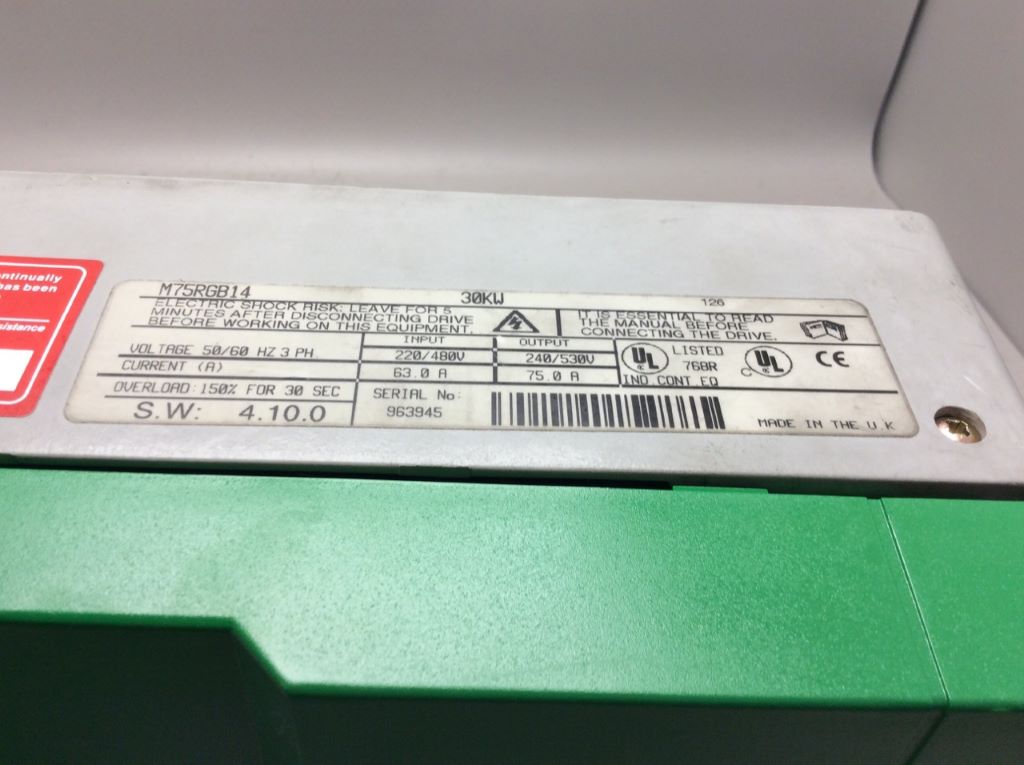 ntinually
has been
sistance
M75RGB14 30KW 126
ELECTRIC SHOCK RISK: LEAVE FOR 5
MINUTES AFTER DISCONNECTING DRIVE
BEFORE WORKING ON THIS EQUIPMENT.
IT IS ESSENTIAL TO READ
THE MANUAL BEFORE
CONNECTING THE DRIVE.
INPUT OUTPUT
VOLTAGE 50/60 HZ 3 PH 220/480V 240/530V
CURRENT (A) 63.0 A 75.0 A
OVERLOAD: 150% FOR 30 SEC
S.W: 4.10.0
SERIAL No:
963945
UL LISTED C UL CE
768R
IND.CONT.EQ
MADE IN THE U.K